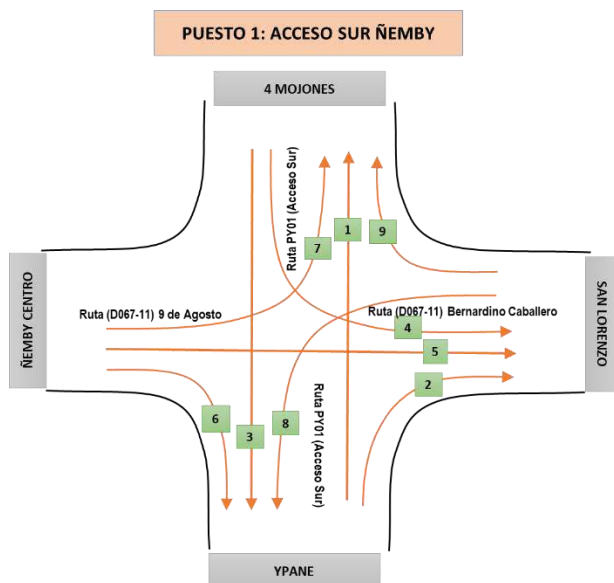 PUESTO 1: ACCESO SUR ÑEMBY
4 MOJONES
Ruta PY01 (Acceso Sur)
1
9
7
ÑEMBY CENTRO
Ruta (D067-11) 9 de Agosto
Ruta (D067-11) Bernardino Caballero
SAN LORENZO
4
5
2
6
3
8
Ruta PY01 (Acceso Sur)
YPANE